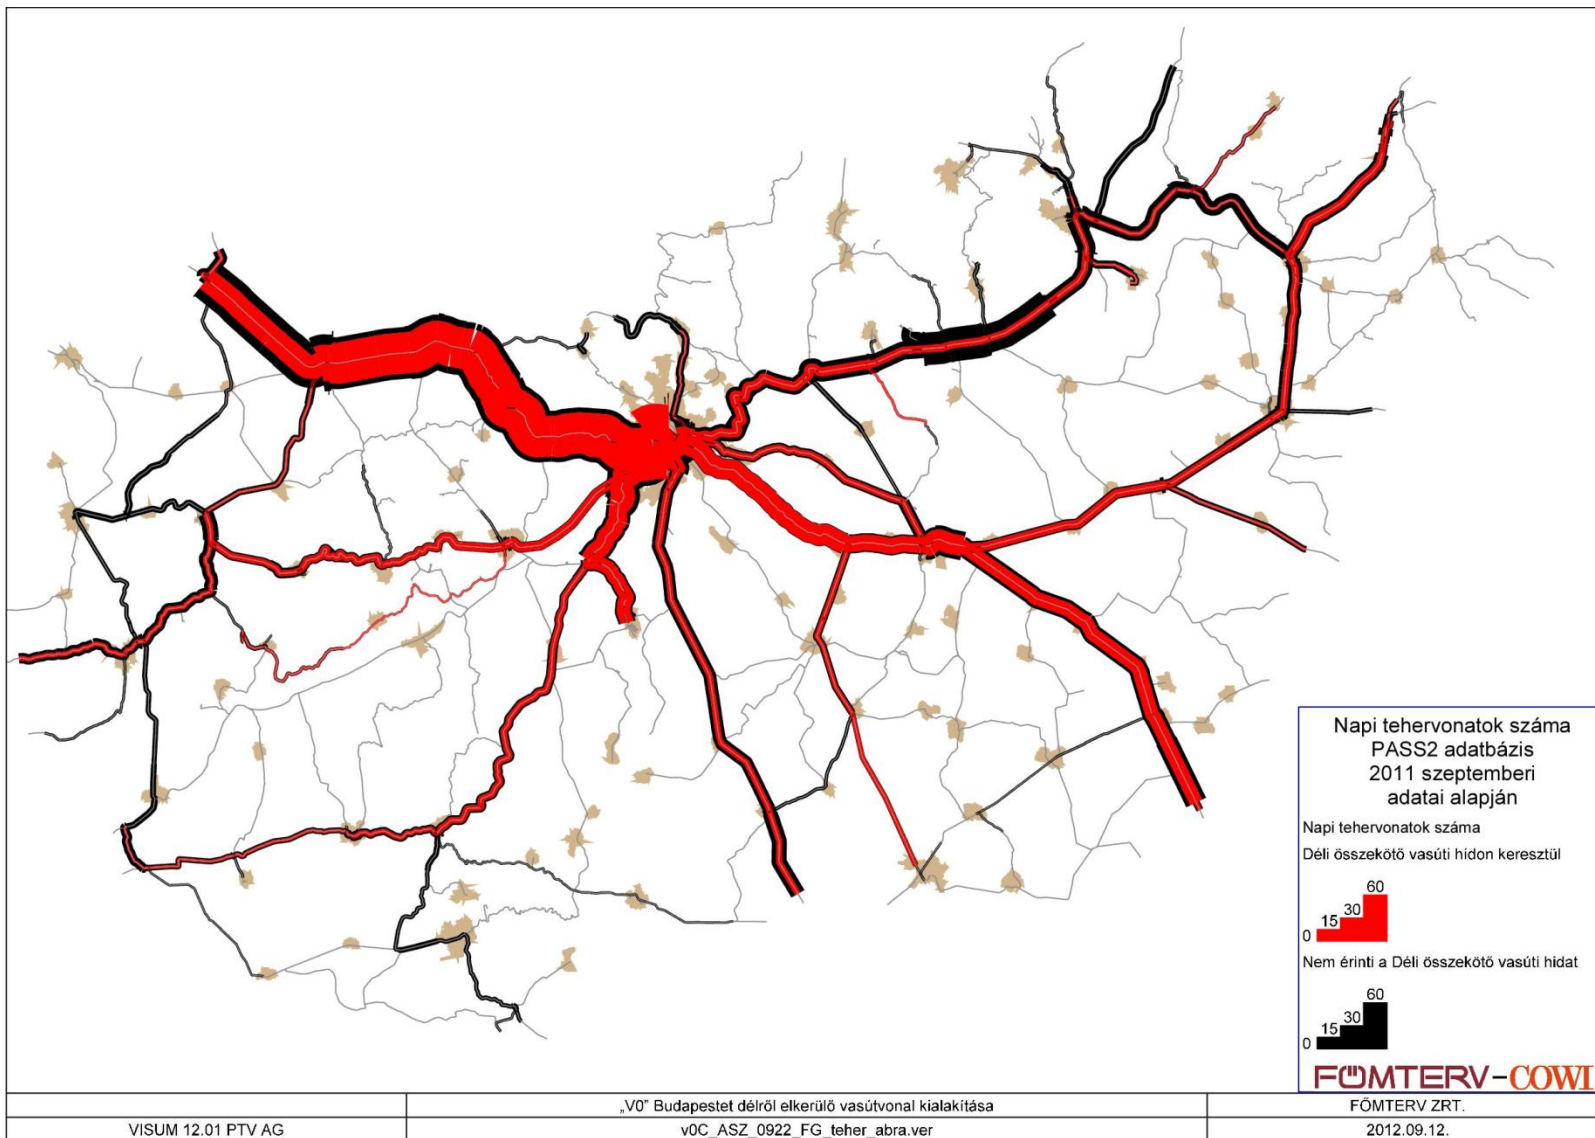 Napi tehervonatok száma
PASS2 adatbázis
2011 szeptemberi
adatai alapján
Napi tehervonatok száma
Déli összekötő vasúti hídon keresztül
60
30
15
0
Nem érinti a Déli összekötő vasúti hidat
60
30
15
0
FŐMTERV-COWI
„V0” Budapestet délről elkerülő vasútvonal kialakítása
FŐMTERV ZRT.
VISUM 12.01 PTV AG
v0C_ASZ_0922_FG_teher_abra.ver
2012.09.12.